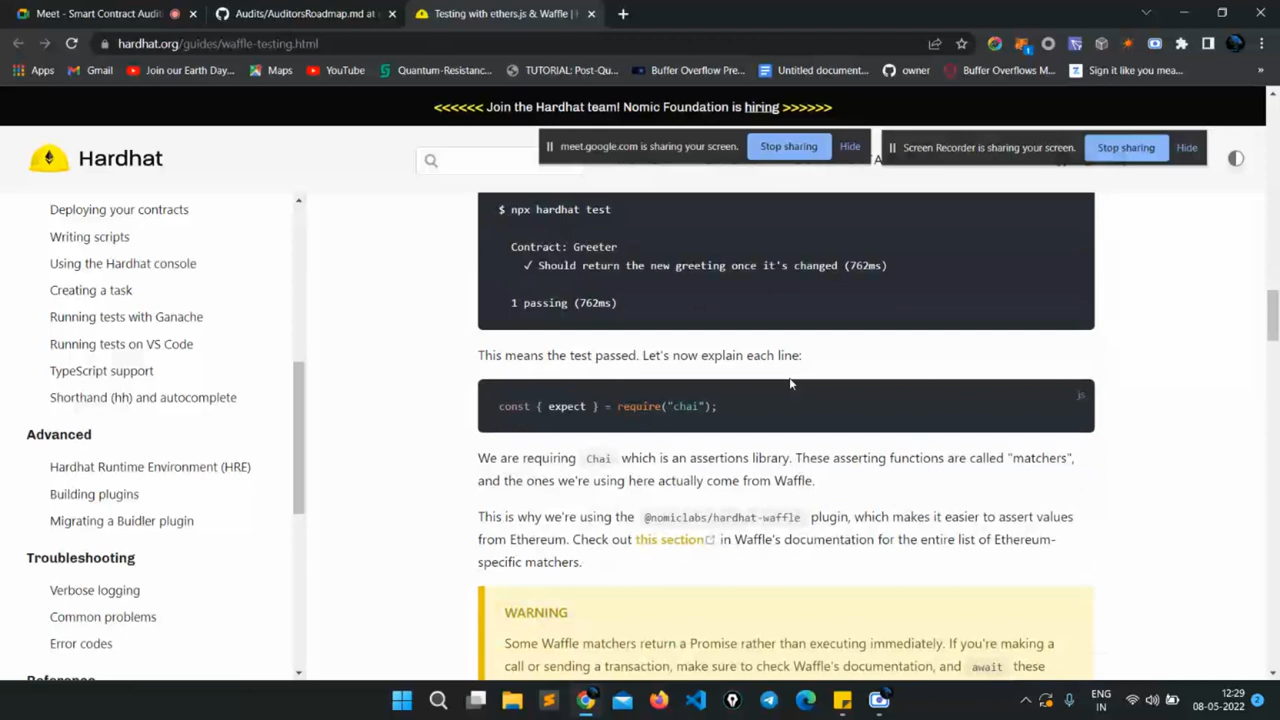 Meet - Smart Contract Audit
Audits/AuditorsRoadmap.md at
Testing with ethers.js & Waffle |
hardhat.org/guides/waffle-testing.html
1
Apps
Gmail
Join our Earth Day...
Maps
YouTube
Quantum-Resistanc...
TUTORIAL: Post-Qu...
Buffer Overflow Pre...
Untitled document...
owner
Buffer Overflows M...
Sign it like you mea...
»
<<<<<< Join the Hardhat team! Nomic Foundation is hiring >>>>>>
Hardhat
meet.google.com is sharing your screen.
Stop sharing
Hide
Screen Recorder is sharing your screen.
Stop sharing
Hide
Deploying your contracts
Writing scripts
Using the Hardhat console
Creating a task
Running tests with Ganache
Running tests on VS Code
TypeScript support
Shorthand (hh) and autocomplete
Advanced
Hardhat Runtime Environment (HRE)
Building plugins
Migrating a Buidler plugin
Troubleshooting
Verbose logging
Common problems
Error codes
Reference
$ npx hardhat test
Contract: Greeter
✓ Should return the new greeting once it's changed (762ms)
1 passing (762ms)
This means the test passed. Let's now explain each line:
js
const { expect } = require("chai");
We are requiring Chai which is an assertions library. These asserting functions are called "matchers",
and the ones we're using here actually come from Waffle.
This is why we're using the @nomiclabs/hardhat-waffle plugin, which makes it easier to assert values
from Ethereum. Check out this section in Waffle's documentation for the entire list of Ethereum-
specific matchers.
WARNING
Some Waffle matchers return a Promise rather than executing immediately. If you're making a
call or sending a transaction, make sure to check Waffle's documentation, and await these
ENG
IN
12:29
08-05-2022
2